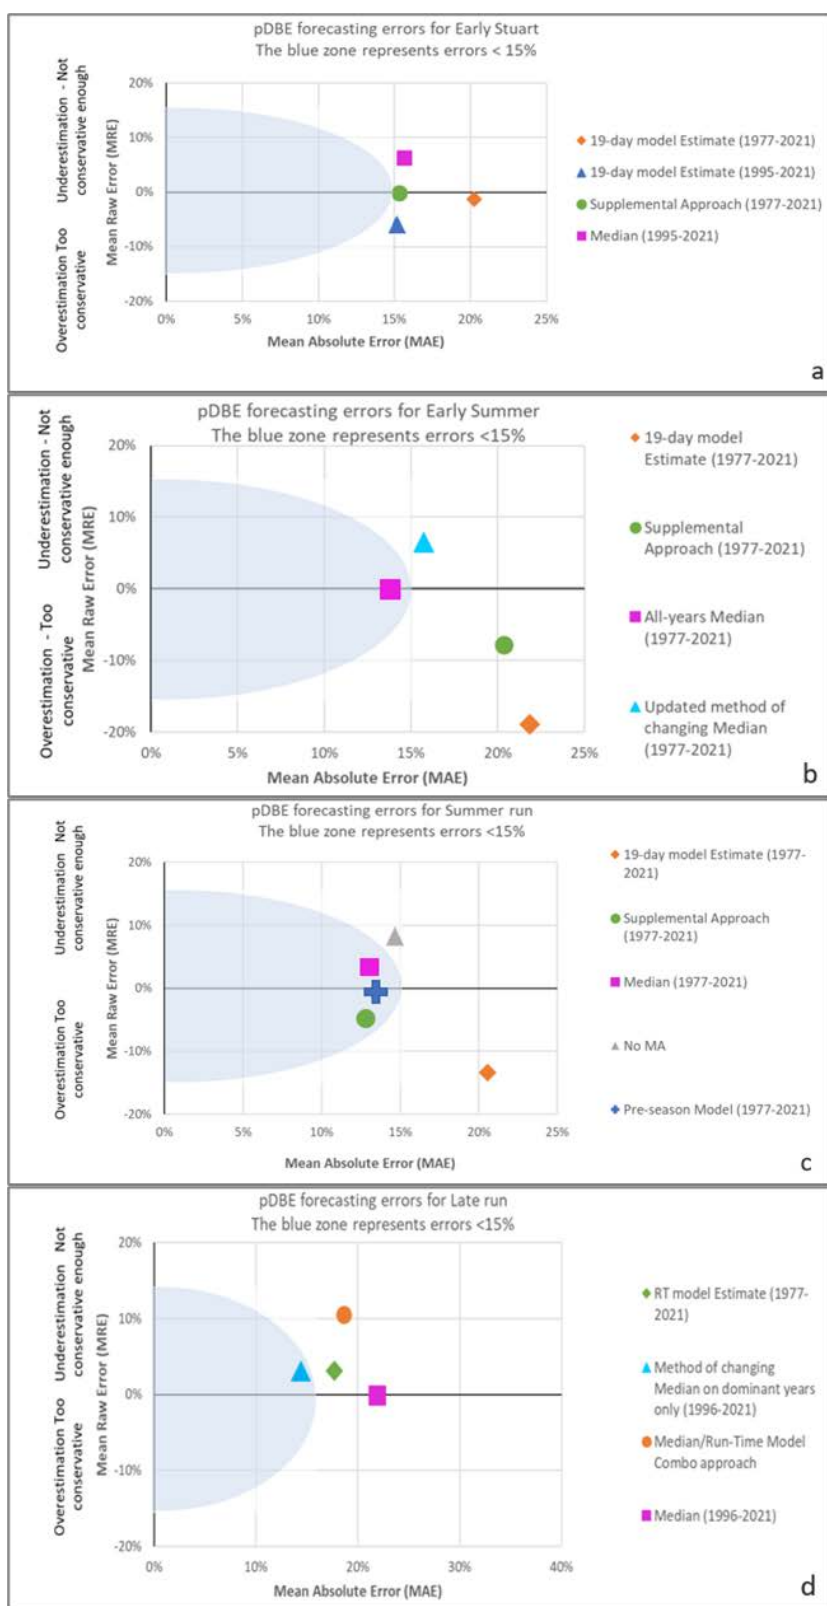 pDBE forecasting errors for Early Stuart
The blue zone represents errors < 15%
Underestimation - Not
conservative enough
Overestimation Too
conservative
Mean Raw Error (MRE)
20%
10%
0%
-10%
-20%
0% 5% 10% 15% 20% 25%
Mean Absolute Error (MAE)
19-day model Estimate (1977-2021)
19-day model Estimate (1995-2021)
Supplemental Approach (1977-2021)
Median (1995-2021)
a
pDBE forecasting errors for Early Summer
The blue zone represents errors <15%
Underestimation - Not
conservative enough
Overestimation - Too
conservative
Mean Raw Error (MRE)
20%
10%
0%
-10%
-20%
0% 5% 10% 15% 20% 25%
Mean Absolute Error (MAE)
19-day model
Estimate (1977-2021)
Supplemental
Approach (1977-2021)
All-years Median
(1977-2021)
Updated method of
changing Median
(1977-2021)
b
pDBE forecasting errors for Summer run
The blue zone represents errors <15%
Underestimation Not
conservative enough
Overestimation Too
conservative
Mean Raw Error (MRE)
20%
10%
0%
-10%
-20%
0% 5% 10% 15% 20% 25%
Mean Absolute Error (MAE)
19-day model Estimate (1977-
2021)
Supplemental Approach
(1977-2021)
Median (1977-2021)
No MA
Pre-season Model (1977-2021)
c
pDBE forecasting errors for Late run
The blue zone represents errors <15%
Underestimation Not
conservative enough
Overestimation Too
conservative
Mean Raw Error (MRE)
20%
10%
0%
-10%
-20%
0% 10% 20% 30% 40%
Mean Absolute Error (MAE)
RT model Estimate (1977-
2021)
Method of changing
Median on dominant years
only (1996-2021)
Median/Run-Time Model
Combo approach
Median (1996-2021)
d